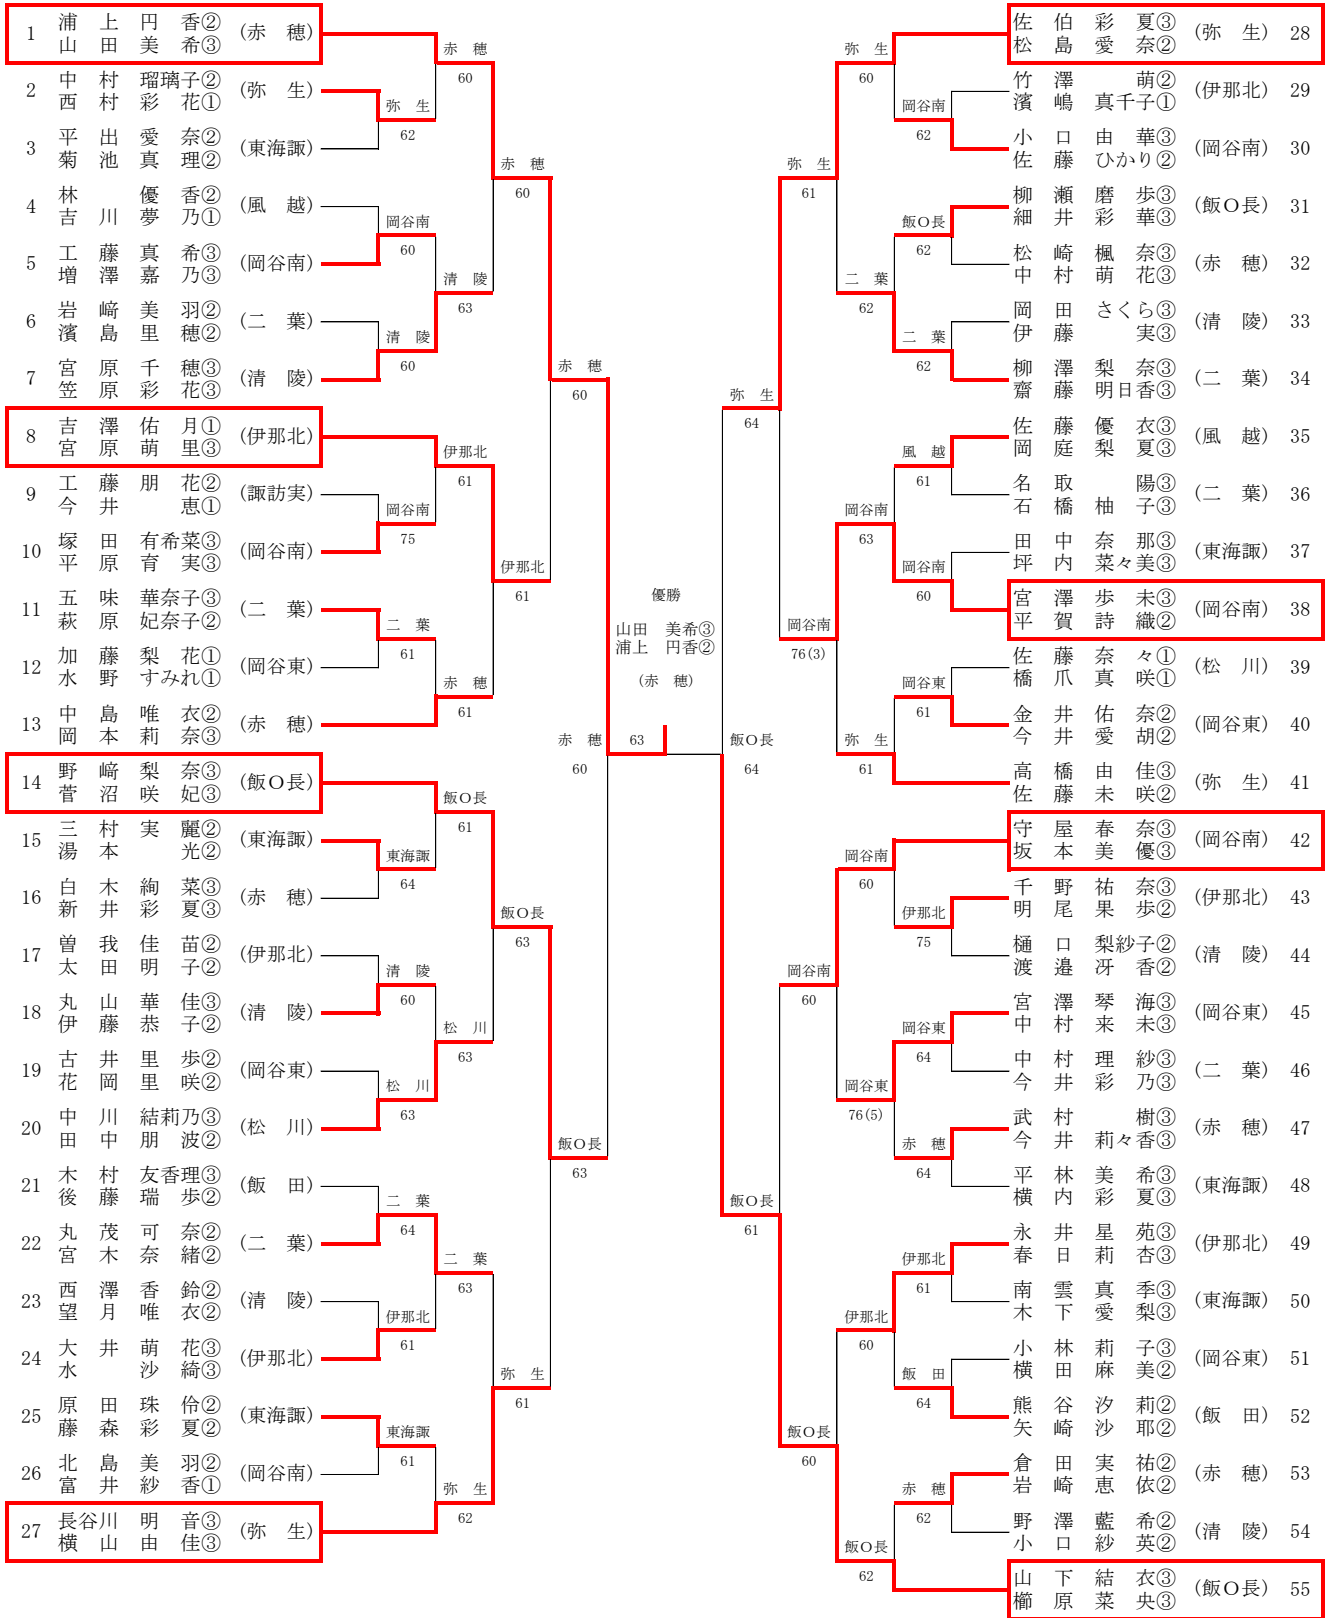 1 浦上円香② (赤穂)
山田美希③
2 中村瑠璃子② (弥生)
西村彩花①
3 平出愛奈② (東海諏)
菊池真理②
4 林優香② (風越)
吉川夢乃①
5 工藤真希③ (岡谷南)
増澤嘉乃③
6 岩﨑美羽② (二葉)
濱島里穂②
7 宮原千穂③ (清陵)
笠原彩花③
8 吉澤佑月① (伊那北)
宮原萌里③
9 工藤朋花② (諏訪実)
今井恵①
10 塚田有希菜③ (岡谷南)
平原育実③
11 五味華奈子③ (二葉)
萩原妃奈子②
12 加藤梨花① (岡谷東)
水野すみれ①
13 中島唯衣② (赤穂)
岡本莉奈③
14 野﨑梨奈③ (飯O長)
菅沼咲妃③
15 三村実麗② (東海諏)
湯本光②
16 白木絢菜③ (赤穂)
新井彩夏③
17 曽我佳苗② (伊那北)
太田明子②
18 丸山華佳③ (清陵)
伊藤恭子②
19 古井里歩② (岡谷東)
花岡里咲②
20 中川結莉乃③ (松川)
田中朋波②
21 木村友香理③ (飯田)
後藤瑞歩②
22 丸茂可奈② (二葉)
宮木奈緒②
23 西澤香鈴② (清陵)
望月唯衣②
24 大井萌花③ (伊那北)
水沙綺③
25 原田珠伶② (東海諏)
藤森彩夏②
26 北島美羽② (岡谷南)
富井紗香①
27 長谷川明音③ (弥生)
横山由佳③
弥生
62
岡谷南
60
清陵
60
岡谷南
75
二葉
61
東海諏
64
清陵
60
松川
63
二葉
64
伊那北
61
東海諏
61
赤穂
60
清陵
63
伊那北
61
赤穂
61
飯O長
61
松川
63
二葉
63
弥生
62
赤穂
60
伊那北
61
飯O長
63
弥生
61
赤穂
60
飯O長
63
赤穂
60
優勝
山田美希③
浦上円香②
(赤穂)
63
飯O長
64
弥生
64
飯O長
61
弥生
61
岡谷南
76(3)
岡谷南
60
飯O長
60
弥生
60
二葉
62
岡谷南
63
弥生
61
岡谷南
60
岡谷東
76(5)
伊那北
60
飯O長
62
岡谷南
62
飯O長
62
二葉
62
風越
61
岡谷南
60
岡谷東
61
伊那北
75
岡谷東
64
赤穂
64
伊那北
61
飯田
64
赤穂
62
佐伯彩夏③ (弥生) 28
松島愛奈②
竹澤萌② (伊那北) 29
濱嶋真千子①
小口由華③ (岡谷南) 30
佐藤ひかり②
柳瀬磨歩③ (飯O長) 31
細井彩華③
松崎楓奈③ (赤穂) 32
中村萌花③
岡田さくら③ (清陵) 33
伊藤実③
柳澤梨奈③ (二葉) 34
齋藤明日香③
佐藤優衣③ (風越) 35
岡庭梨夏③
名取陽③ (二葉) 36
石橋柚子③
田中奈那③ (東海諏) 37
坪内菜々美③
宮澤歩未③ (岡谷南) 38
平賀詩織②
佐藤奈々① (松川) 39
橋爪真咲①
金井佑奈② (岡谷東) 40
今井愛胡②
高橋由佳③ (弥生) 41
佐藤未咲②
守屋春奈③ (岡谷南) 42
坂本美優③
千野祐奈③ (伊那北) 43
明尾果歩②
樋口梨紗子② (清陵) 44
渡邉冴香②
宮澤琴海③ (岡谷東) 45
中村来未③
中村理紗③ (二葉) 46
今井彩乃③
武村樹③ (赤穂) 47
今井莉々香③
平林美希③ (東海諏) 48
横内彩夏③
永井星苑③ (伊那北) 49
春日莉杏③
南雲真季③ (東海諏) 50
木下愛梨③
小林莉子③ (岡谷東) 51
横田麻美②
熊谷汐莉② (飯田) 52
矢崎沙耶②
倉田実祐② (赤穂) 53
岩崎恵依②
野澤藍希② (清陵) 54
小口紗英②
山下結衣③ (飯O長) 55
櫛原菜央③